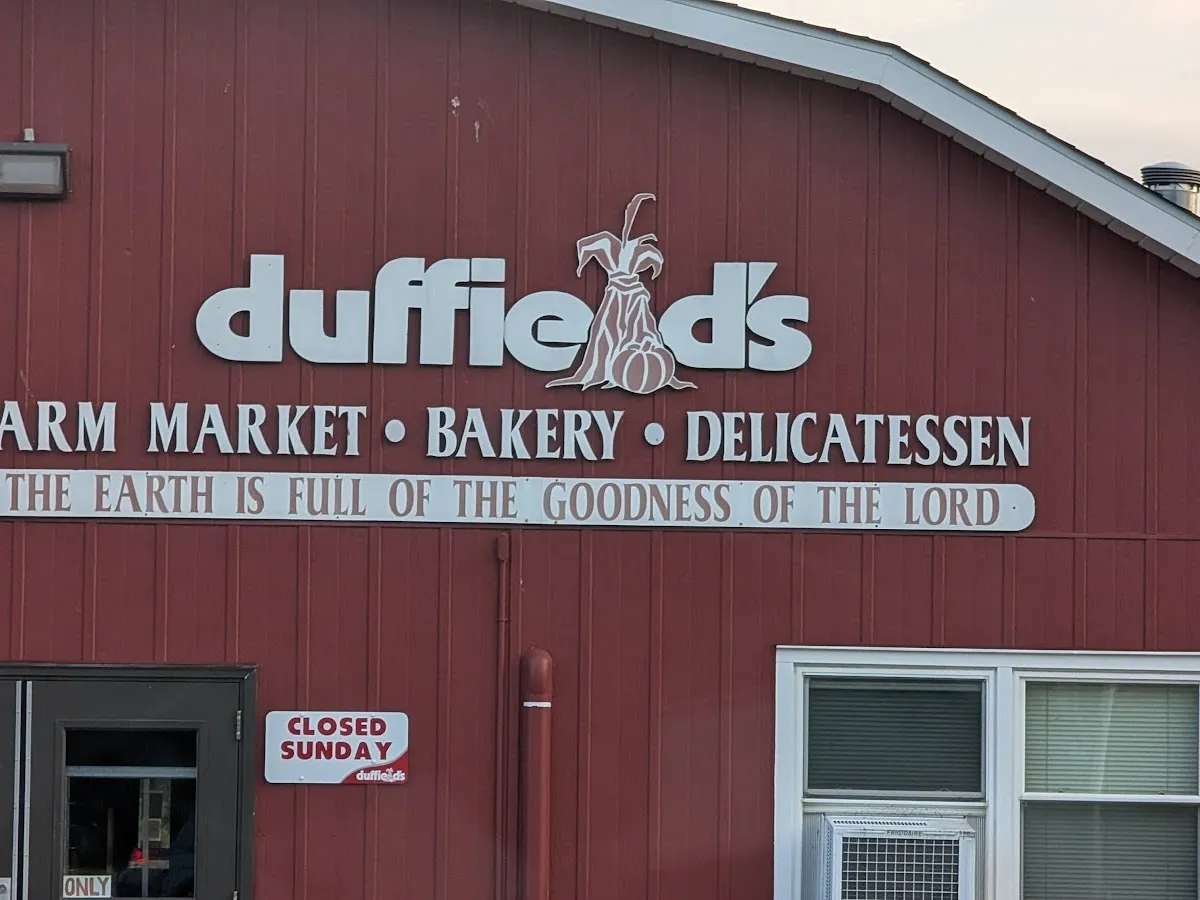 duffield's
ARM MARKET • BAKERY • DELICATESSEN
THE EARTH IS FULL OF THE GOODNESS OF THE LORD
CLOSED
SUNDAY
duffield's
ONLY
FRIGIDAIRE